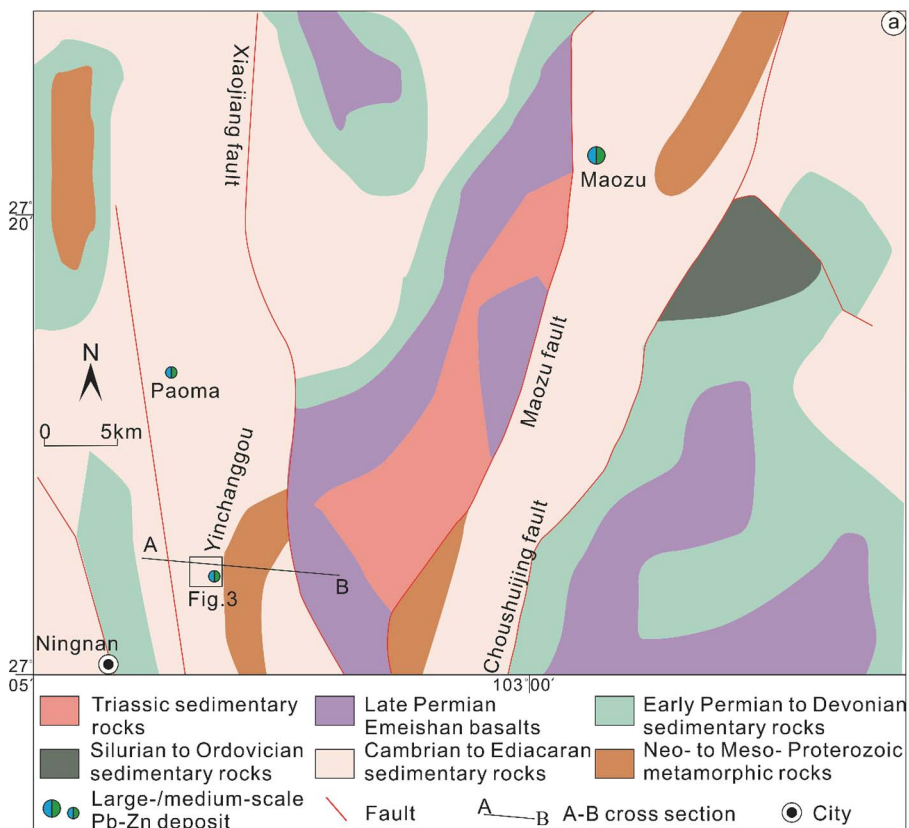 a
Xiaojiang fault
Maozu
27°
20′
N
0 5km
Paoma
Maozu fault
Yinchanggou
A
B
Fig.3
Choushuijing fault
Ningnan
27°
05′
103°00′
Triassic sedimentary
rocks
Late Permian
Emeishan basalts
Early Permian to Devonian
sedimentary rocks
Silurian to Ordovician
sedimentary rocks
Cambrian to Ediacaran
sedimentary rocks
Neo- to Meso- Proterozoic
metamorphic rocks
Large-/medium-scale
Pb-Zn deposit
Fault
A
B
A-B cross section
City